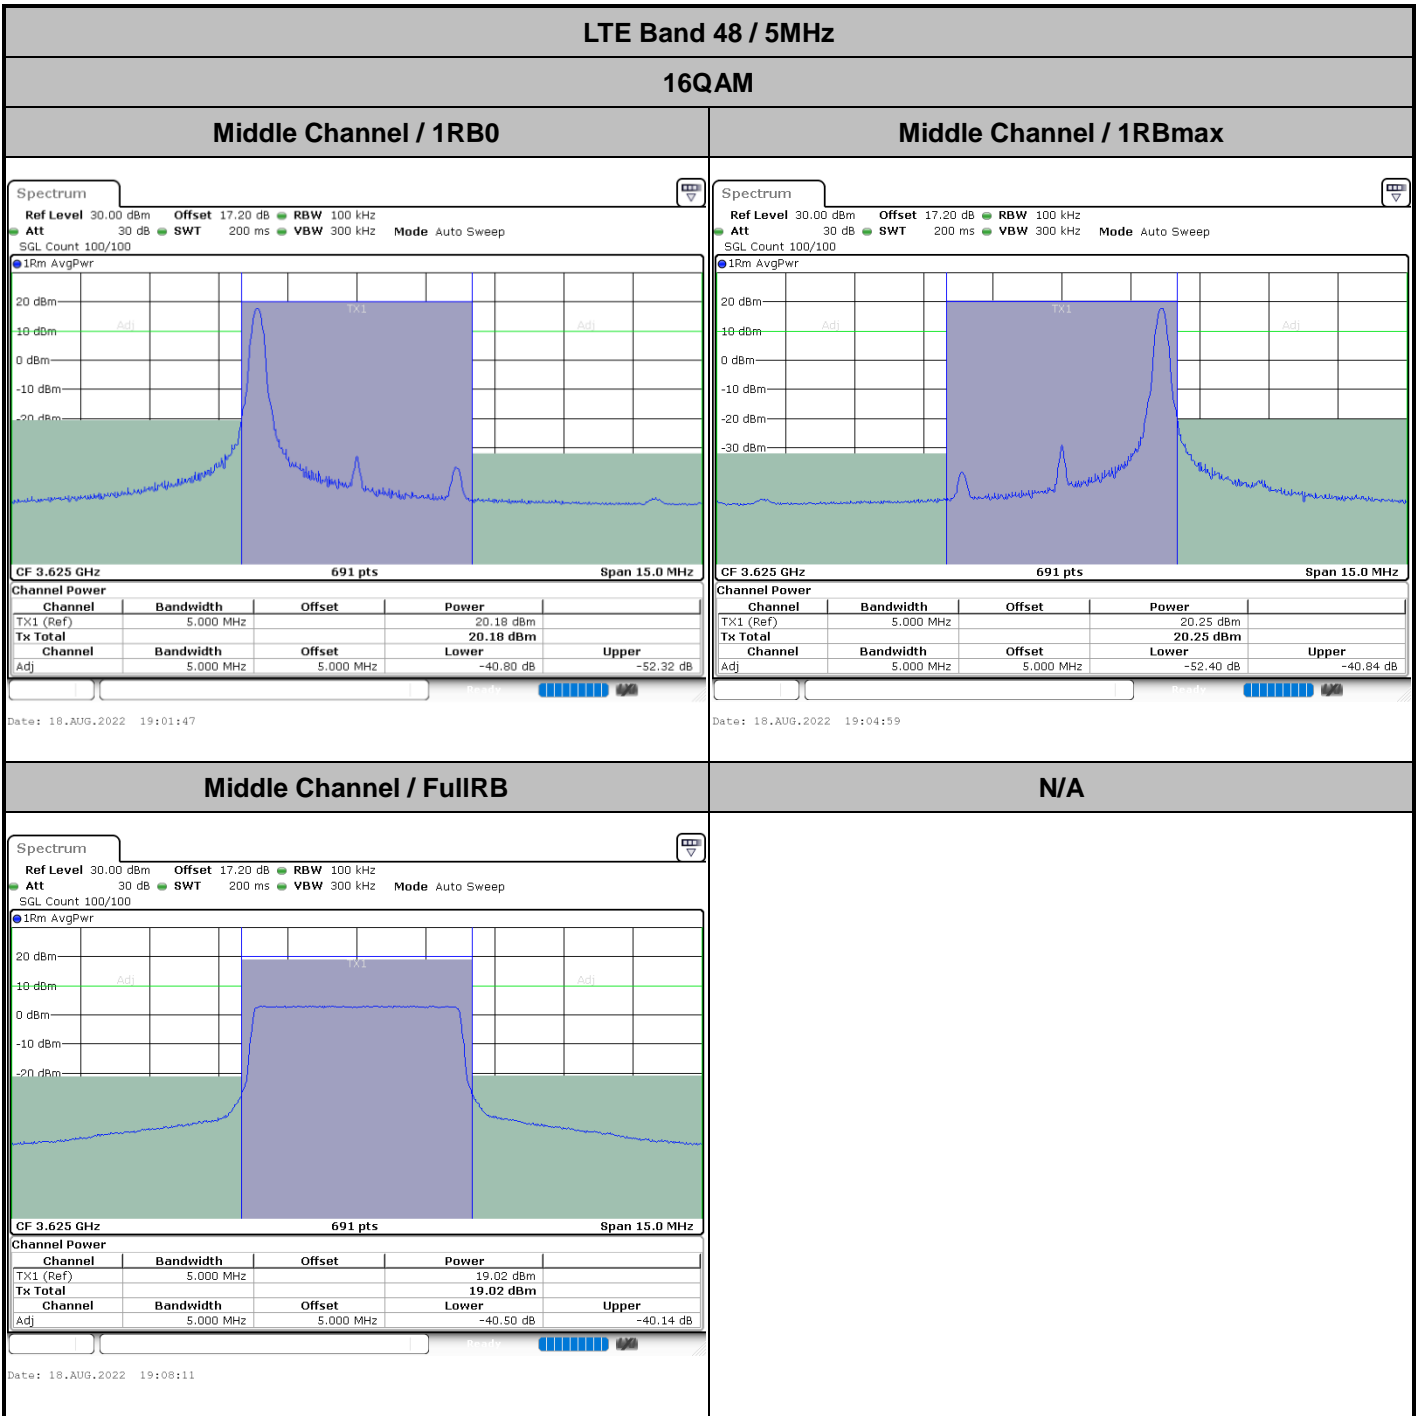 LTE Band 48 / 5MHz
16QAM
Middle Channel / 1RB0
Middle Channel / 1RBmax
Spectrum
Ref Level 30.00 dBm Offset 17.20 dB RBW 100 kHz
Att 30 dB SWT 200 ms VBW 300 kHz Mode Auto Sweep
SGL Count 100/100
1Rm AvgPwr
TX1
20 dBm
Adj
Adj
10 dBm
0 dBm
-10 dBm
-20 dBm
CF 3.625 GHz 691 pts Span 15.0 MHz
Channel Power
Channel Bandwidth Offset Power
TX1 (Ref) 5.000 MHz 20.18 dBm
Tx Total 20.18 dBm
Channel Bandwidth Offset Lower Upper
Adj 5.000 MHz 5.000 MHz -40.80 dB -52.32 dB
Ready
Date: 18.AUG.2022 19:01:47
Spectrum
Ref Level 30.00 dBm Offset 17.20 dB RBW 100 kHz
Att 30 dB SWT 200 ms VBW 300 kHz Mode Auto Sweep
SGL Count 100/100
1Rm AvgPwr
20 dBm
TX1
Adj
Adj
10 dBm
0 dBm
-10 dBm
-20 dBm
-30 dBm
CF 3.625 GHz 691 pts Span 15.0 MHz
Channel Power
Channel Bandwidth Offset Power
TX1 (Ref) 5.000 MHz 20.25 dBm
Tx Total 20.25 dBm
Channel Bandwidth Offset Lower Upper
Adj 5.000 MHz 5.000 MHz -52.40 dB -40.84 dB
Ready
Date: 18.AUG.2022 19:04:59
Middle Channel / FullRB
N/A
Spectrum
Ref Level 30.00 dBm Offset 17.20 dB RBW 100 kHz
Att 30 dB SWT 200 ms VBW 300 kHz Mode Auto Sweep
SGL Count 100/100
1Rm AvgPwr
20 dBm
TX1
Adj
Adj
10 dBm
0 dBm
-10 dBm
-20 dBm
CF 3.625 GHz 691 pts Span 15.0 MHz
Channel Power
Channel Bandwidth Offset Power
TX1 (Ref) 5.000 MHz 19.02 dBm
Tx Total 19.02 dBm
Channel Bandwidth Offset Lower Upper
Adj 5.000 MHz 5.000 MHz -40.50 dB -40.14 dB
Ready
Date: 18.AUG.2022 19:08:11